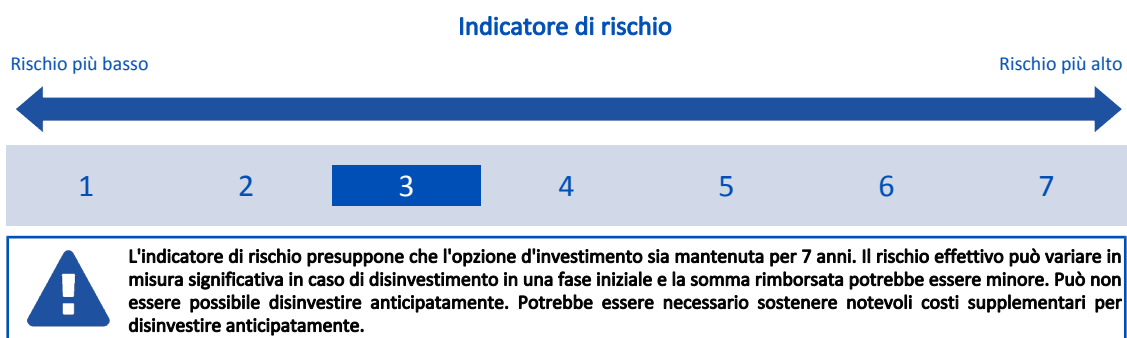 Indicatore di rischio
Rischio più basso
Rischio più alto
1 2 3 4 5 6 7
L'indicatore di rischio presuppone che l'opzione d'investimento sia mantenuta per 7 anni. Il rischio effettivo può variare in
misura significativa in caso di disinvestimento in una fase iniziale e la somma rimborsata potrebbe essere minore. Può non
essere possibile disinvestire anticipatamente. Potrebbe essere necessario sostenere notevoli costi supplementari per
disinvestire anticipatamente.